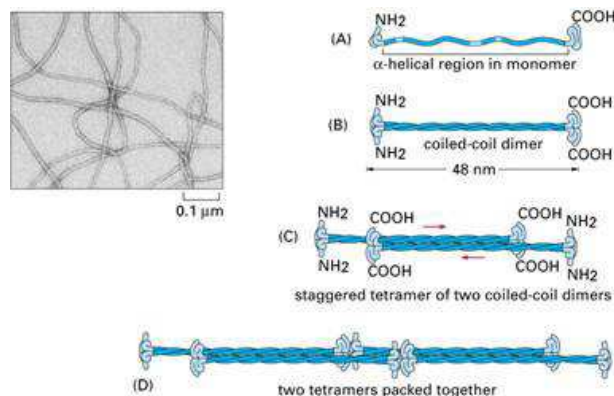 NH2 COOH
(A)
α-helical region in monomer
NH2 COOH
(B)
coiled-coil dimer
NH2 COOH
48 nm
0.1 µm
NH2 COOH COOH NH2
(C)
NH2 COOH COOH NH2
staggered tetramer of two coiled-coil dimers
(D)
two tetramers packed together